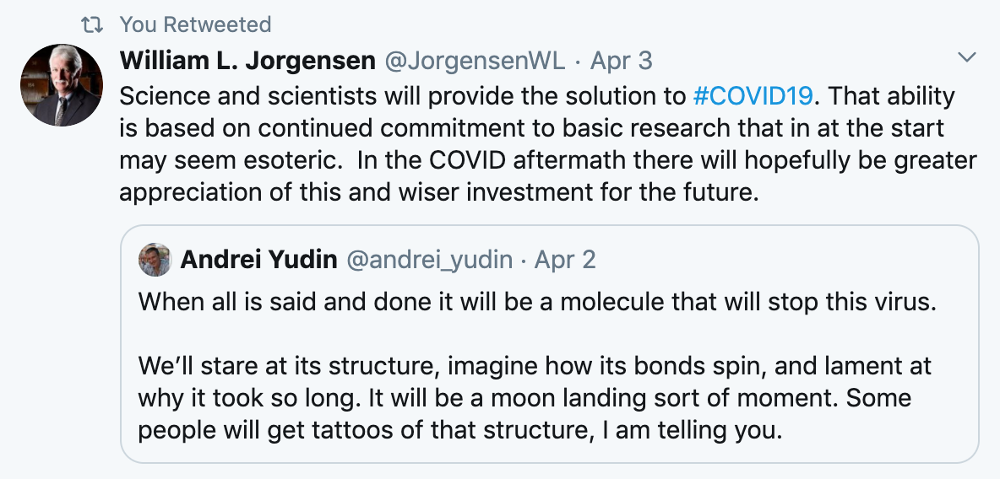 You Retweeted
William L. Jorgensen @JorgensenWL · Apr 3
Science and scientists will provide the solution to #COVID19. That ability
is based on continued commitment to basic research that in at the start
may seem esoteric.  In the COVID aftermath there will hopefully be greater
appreciation of this and wiser investment for the future.
Andrei Yudin @andrei_yudin · Apr 2
When all is said and done it will be a molecule that will stop this virus.
We’ll stare at its structure, imagine how its bonds spin, and lament at
why it took so long. It will be a moon landing sort of moment. Some
people will get tattoos of that structure, I am telling you.